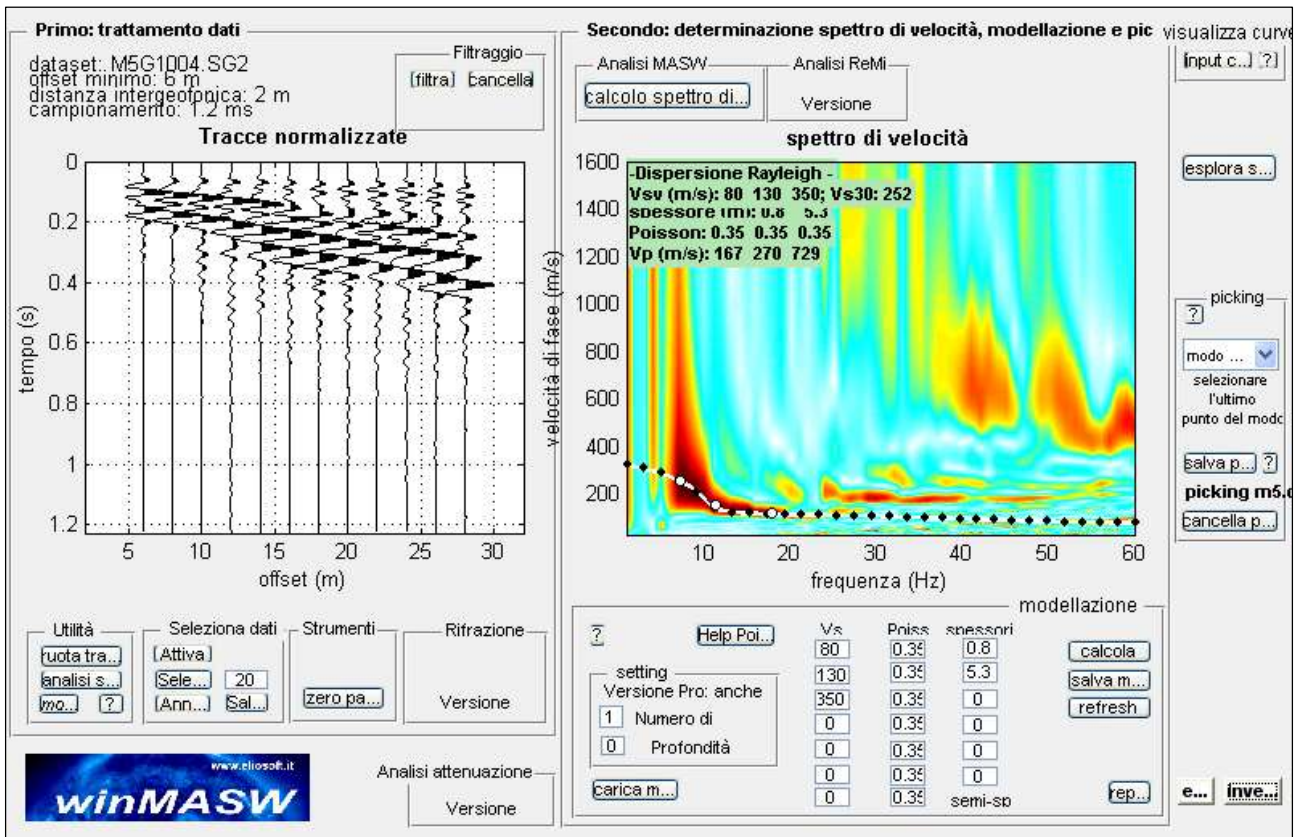 Primo: trattamento dati
dataset: M5G1004.SG2
offset minimo: 6 m
distanza intergeofonica: 2 m
campionamento: 1.2 ms
Filtraggio
filtra
cancella
Tracce normalizzate
0
0.2
0.4
0.6
0.8
1
1.2
tempo (s)
5
10
15
20
25
30
offset (m)
Utilità
ruota tra...
analisi s...
mo...
?
Seleziona dati
Attiva
Sele...
20
Ann...
Sal...
Strumenti
zero pa...
Rifrazione
Versione
www.eliosoft.it
winMASW
Analisi attenuazione
Versione
Secondo: determinazione spettro di velocità, modellazione e pic
Analisi MASW
calcolo spettro di...
Analisi ReMi
Versione
spettro di velocità
1600
1400
1200
1000
800
600
400
200
velocità di fase (m/s)
-Dispersione Rayleigh -
Vsv (m/s): 80 130 350; Vs30: 252
spessore (m): 0.8 5.3
Poisson: 0.35 0.35 0.35
Vp (m/s): 167 270 729
10
20
30
40
50
60
frequenza (Hz)
modellazione
?
Help Poi...
setting
Versione Pro: anche
1 Numero di
0 Profondità
carica m...
Vs Poiss spessori
80 0.35 0.8
130 0.35 5.3
350 0.35 0
0 0.35 0
0 0.35 0
0 0.35 0
0 0.35 semi-sp
calcola
salva m...
refresh
rep...
visualizza curve
input c...
?
esplora s...
picking
?
modo ...
selezionare
l'ultimo
punto del modo
salva p...
?
picking m5.
cancella p...
e...
inve...